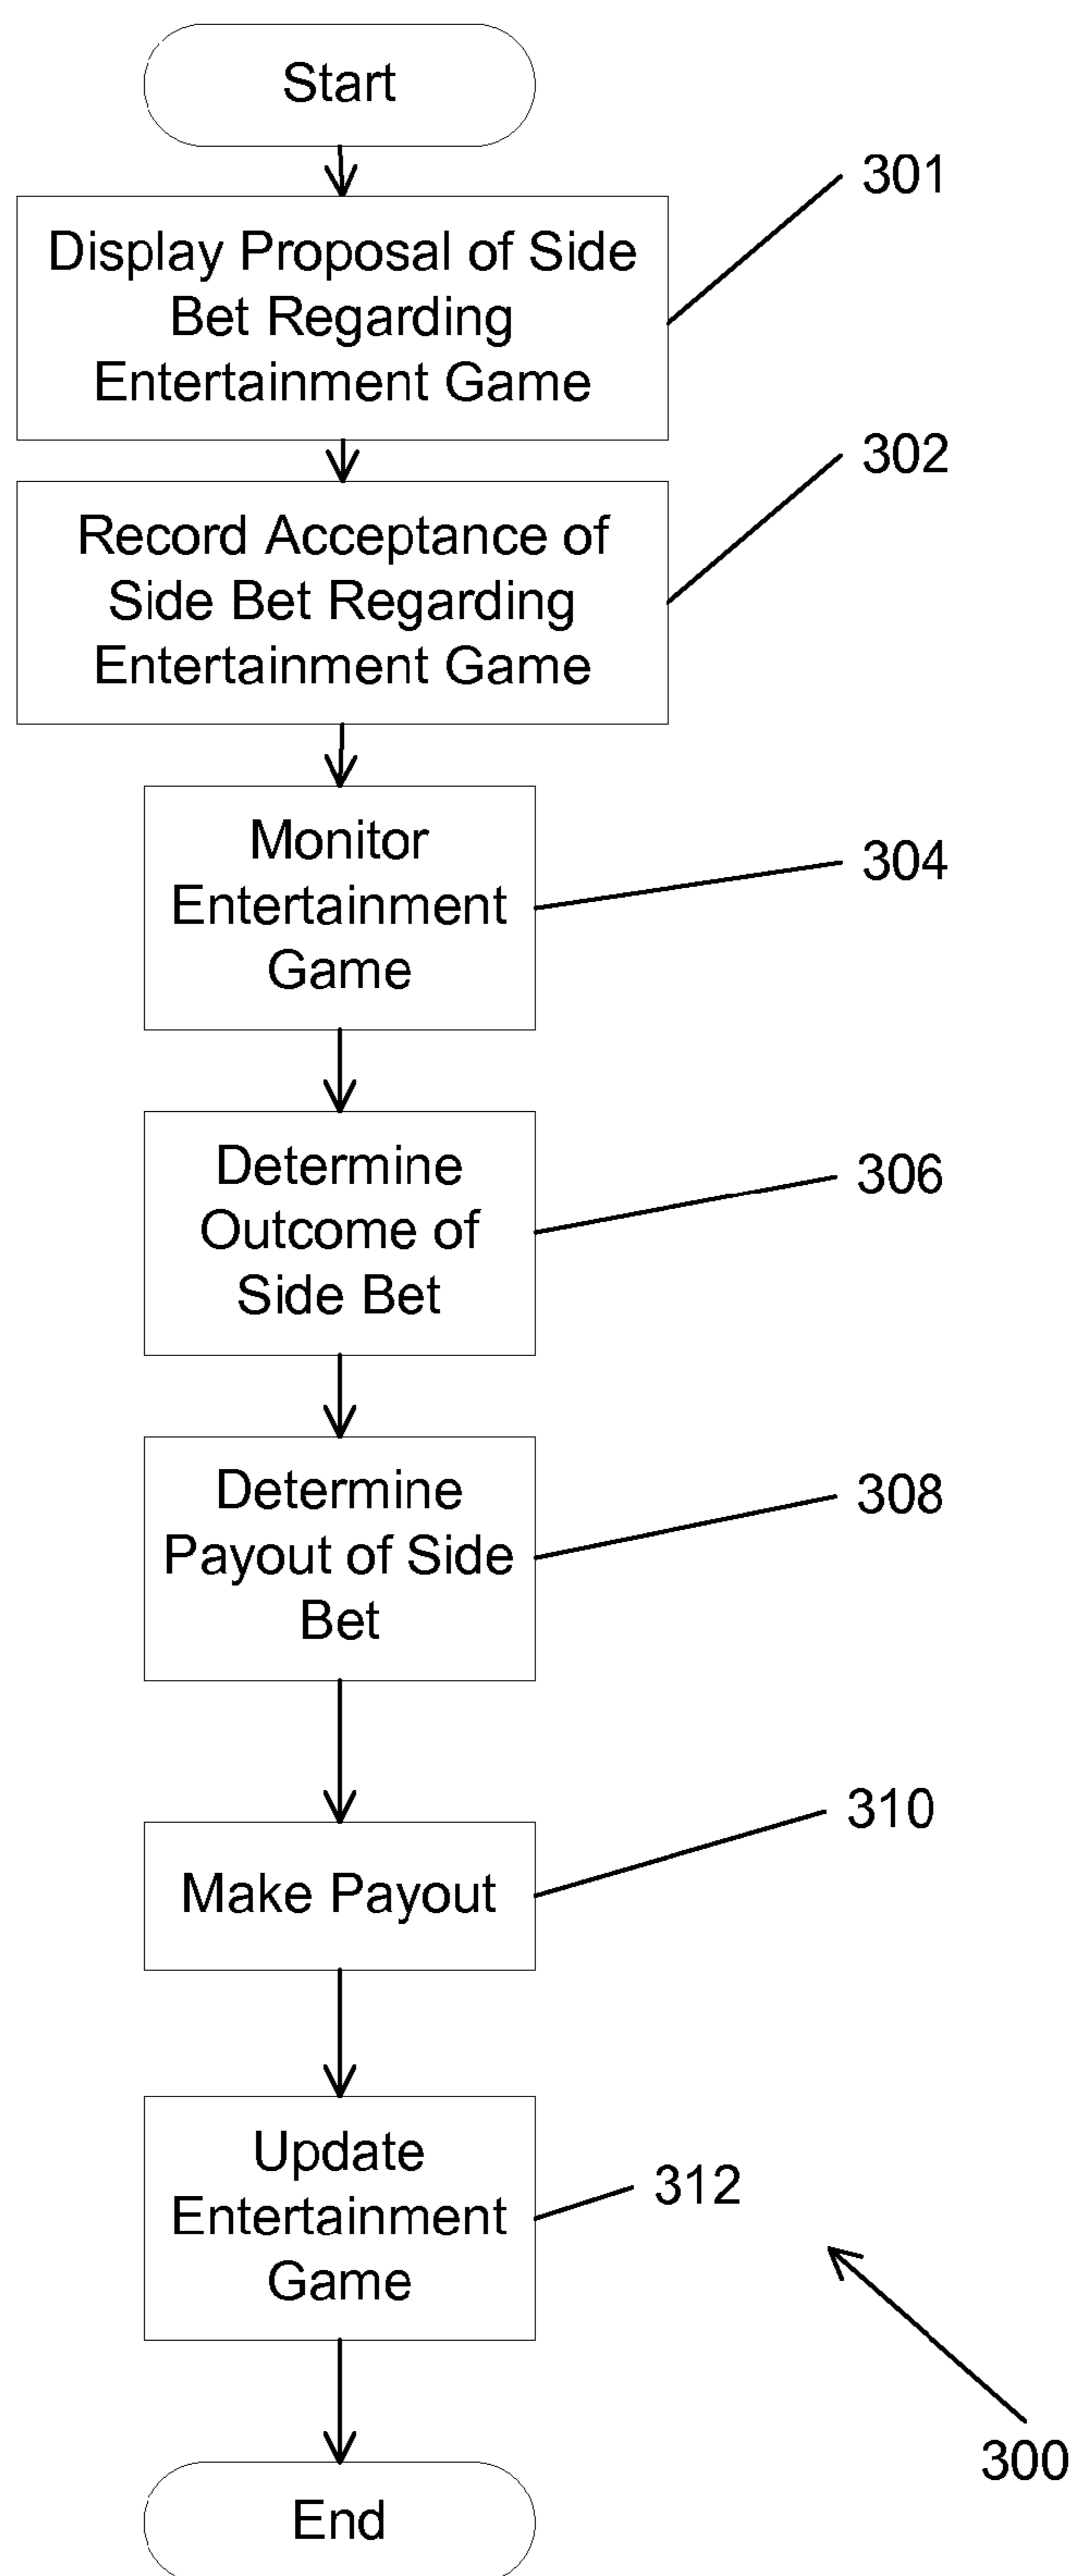 Start
301
Display Proposal of Side
Bet Regarding
Entertainment Game
302
Record Acceptance of
Side Bet Regarding
Entertainment Game
304
Monitor
Entertainment
Game
306
Determine
Outcome of
Side Bet
308
Determine
Payout of Side
Bet
310
Make Payout
312
Update
Entertainment
Game
300
End